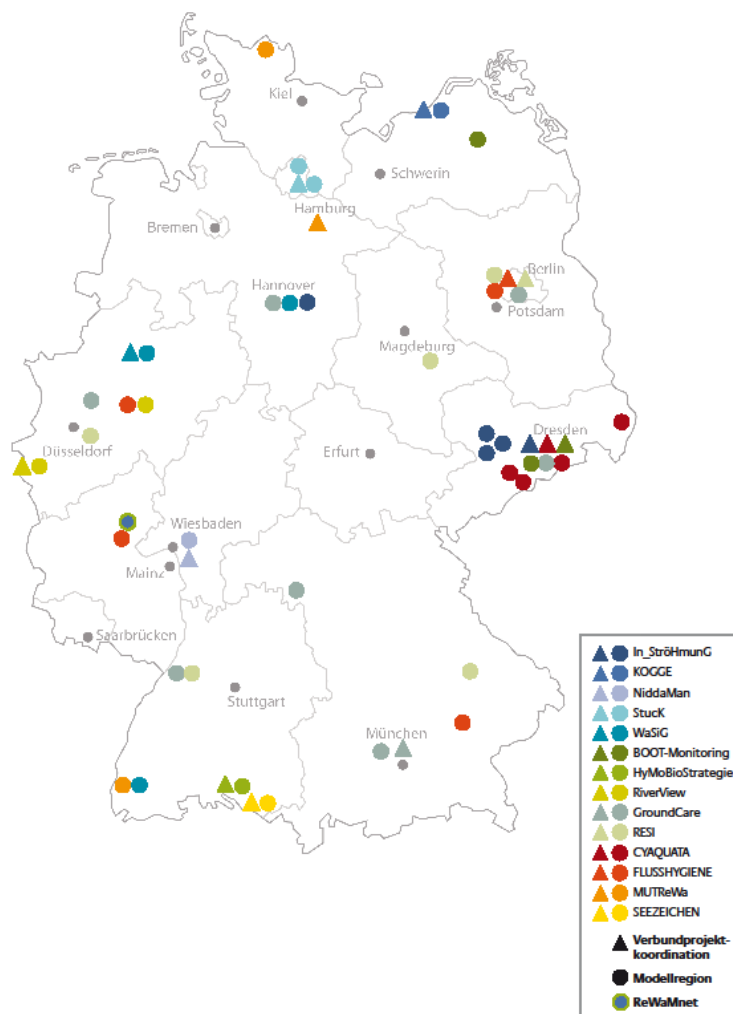 Kiel
Schwerin
Hamburg
Bremen
Berlin
Hannover
Potsdam
Magdeburg
Düsseldorf
Dresden
Erfurt
Wiesbaden
Mainz
Saarbrücken
Stuttgart
München
In_StröHmunG
KOGGE
NiddaMan
StucK
WaSiG
BOOT-Monitoring
HyMoBioStrategie
RiverView
GroundCare
RESI
CYAQUATA
FLUSSHYGIENE
MUTReWa
SEEZEICHEN
Verbundprojekt-
koordination
Modellregion
ReWaMnet